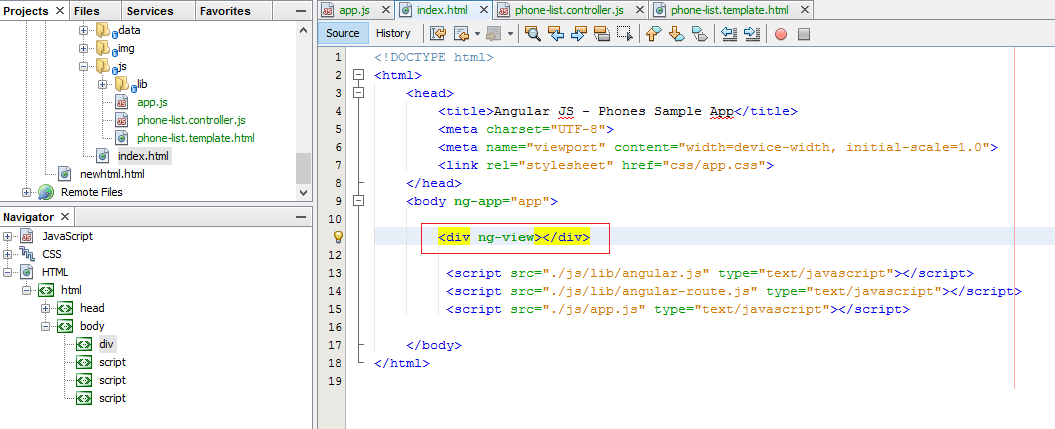 Projects Files Services Favorites
data
img
js
lib
app.js
phone-list.controller.js
phone-list.template.html
index.html
newhtml.html
Remote Files
Navigator
JavaScript
CSS
HTML
html
head
body
div
script
script
script
app.js index.html phone-list.controller.js phone-list.template.html
Source History
1 <!DOCTYPE html>
2 <html>
3 <head>
4 <title>Angular JS - Phones Sample App</title>
5 <meta charset="UTF-8">
6 <meta name="viewport" content="width=device-width, initial-scale=1.0">
7 <link rel="stylesheet" href="css/app.css">
8 </head>
9 <body ng-app="app">
10
<div ng-view></div>
12
13 <script src="./js/lib/angular.js" type="text/javascript"></script>
14 <script src="./js/lib/angular-route.js" type="text/javascript"></script>
15 <script src="./js/app.js" type="text/javascript"></script>
16
17 </body>
18 </html>
19